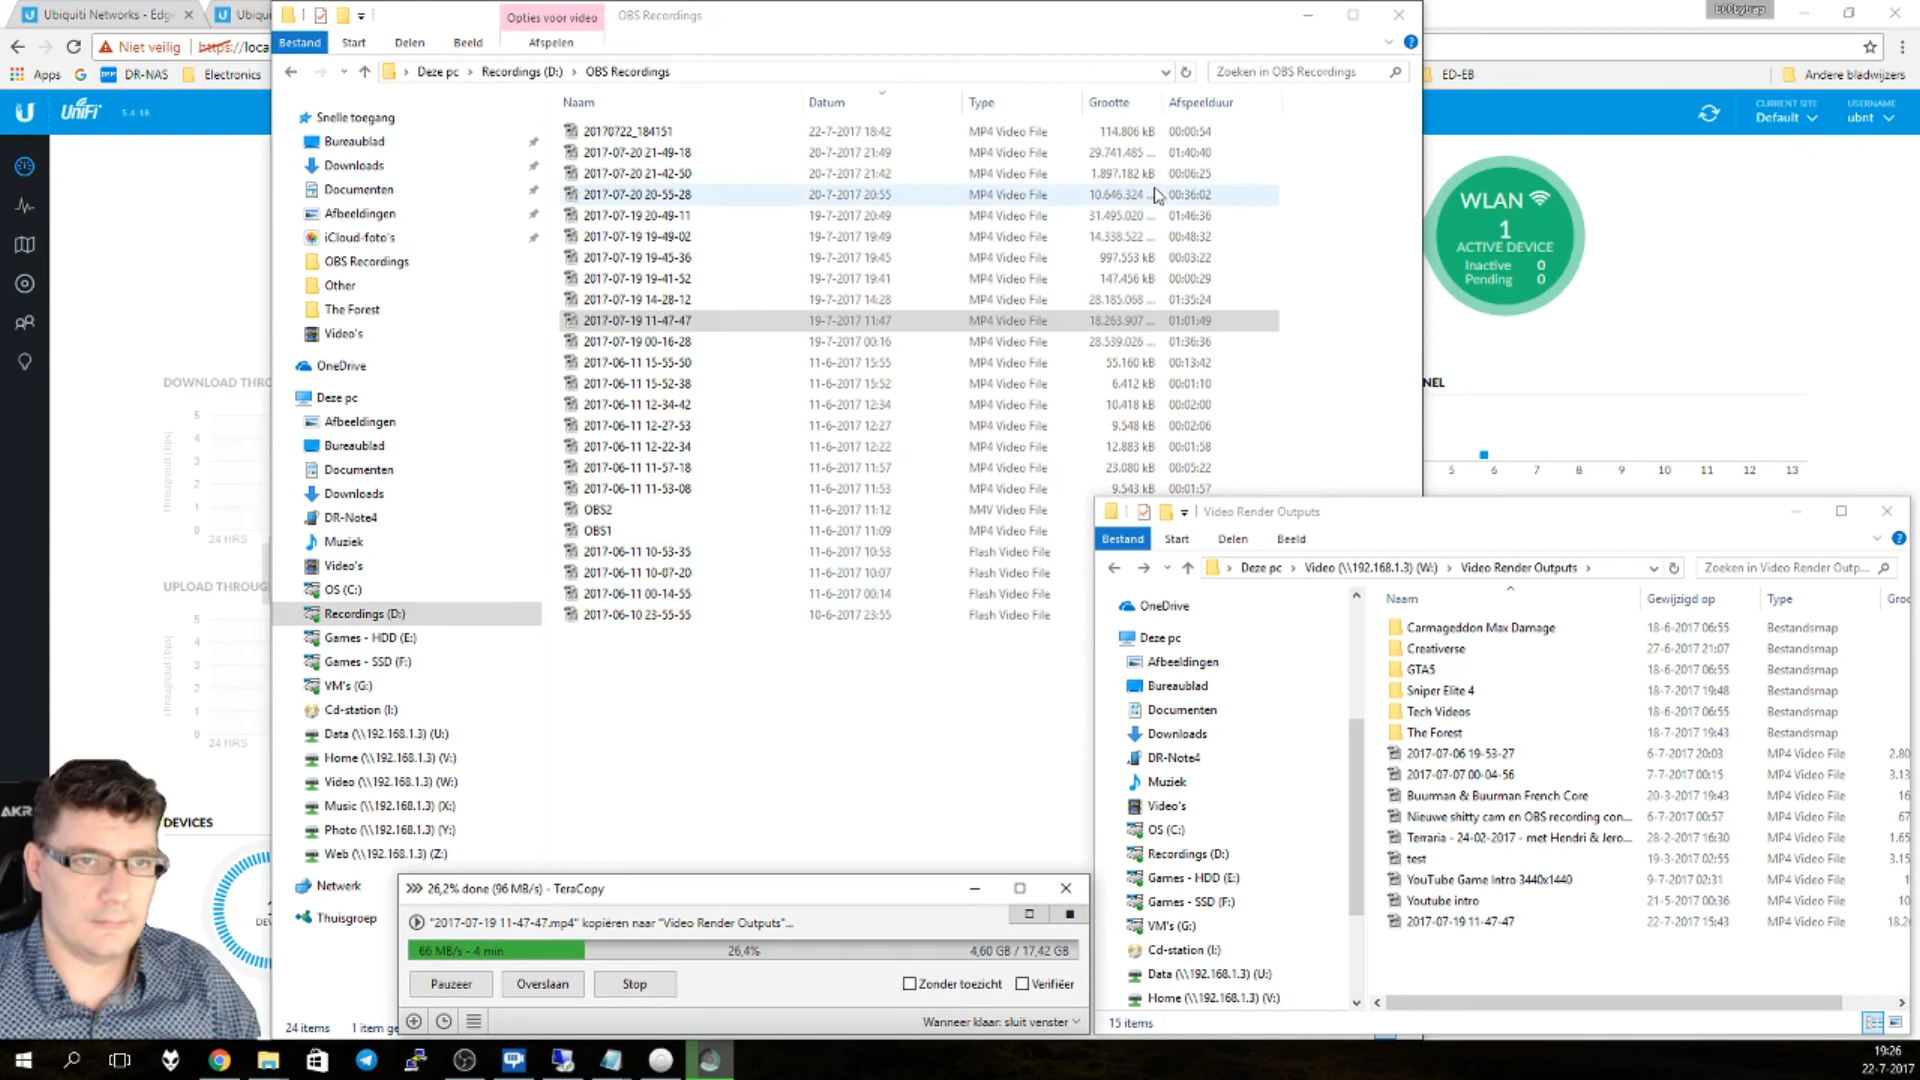 Ubiquiti Networks - Edg
Ubiqui
Niet veilig
https://loca
Apps
DR-NAS
Electronics
ED-EB
Andere bladwijzers
UniFi
5.4.18
CURRENT SITE
Default
USERNAME
ubnt
DOWNLOAD THRO
5
4
3
2
1
0
24 HRS
Throughput [bps]
UPLOAD THROUG
5
4
3
2
1
0
24 HRS
DEVICES
DEV
AKR
WLAN
1
ACTIVE DEVICE
Inactive 0
Pending 0
NEL
5 6 7 8 9 10 11 12 13
Opties voor video
OBS Recordings
Bestand
Start
Delen
Beeld
Afspelen
Deze pc
Recordings (D:)
OBS Recordings
Zoeken in OBS Recordings
Snelle toegang
Bureaublad
Downloads
Documenten
Afbeeldingen
iCloud-foto's
OBS Recordings
Other
The Forest
Video's
OneDrive
Deze pc
Afbeeldingen
Bureaublad
Documenten
Downloads
DR-Note4
Muziek
Video's
OS (C:)
Recordings (D:)
Games - HDD (E:)
Games - SSD (F:)
VM's (G:)
Cd-station (I:)
Data (\\192.168.1.3) (U:)
Home (\\192.168.1.3) (V:)
Video (\\192.168.1.3) (W:)
Music (\\192.168.1.3) (X:)
Photo (\\192.168.1.3) (Y:)
Web (\\192.168.1.3) (Z:)
Netwerk
Thuisgroep
24 items
1 item ge
Naam Datum Type Grootte Afspeelduur
20170722_184151 22-7-2017 18:42 MP4 Video File 114.806 kB 00:00:54
2017-07-20 21-49-18 20-7-2017 21:49 MP4 Video File 29.741.485 ... 01:40:40
2017-07-20 21-42-50 20-7-2017 21:42 MP4 Video File 1.897.182 kB 00:06:25
2017-07-20 20-55-28 20-7-2017 20:55 MP4 Video File 10.646.324 ... 00:36:02
2017-07-19 20-49-11 19-7-2017 20:49 MP4 Video File 31.495.020 ... 01:46:36
2017-07-19 19-49-02 19-7-2017 19:49 MP4 Video File 14.338.522 ... 00:48:32
2017-07-19 19-45-36 19-7-2017 19:45 MP4 Video File 997.553 kB 00:03:22
2017-07-19 19-41-52 19-7-2017 19:41 MP4 Video File 147.456 kB 00:00:29
2017-07-19 14-28-12 19-7-2017 14:28 MP4 Video File 28.185.068 ... 01:35:24
2017-07-19 11-47-47 19-7-2017 11:47 MP4 Video File 18.263.907 ... 01:01:49
2017-07-19 00-16-28 19-7-2017 00:16 MP4 Video File 28.539.026 ... 01:36:36
2017-06-11 15-55-50 11-6-2017 15:55 MP4 Video File 55.160 kB 00:13:42
2017-06-11 15-52-38 11-6-2017 15:52 MP4 Video File 6.412 kB 00:01:10
2017-06-11 12-34-42 11-6-2017 12:34 MP4 Video File 10.418 kB 00:02:00
2017-06-11 12-27-53 11-6-2017 12:27 MP4 Video File 9.548 kB 00:02:06
2017-06-11 12-22-34 11-6-2017 12:22 MP4 Video File 12.883 kB 00:01:58
2017-06-11 11-57-18 11-6-2017 11:57 MP4 Video File 23.080 kB 00:05:22
2017-06-11 11-53-08 11-6-2017 11:53 MP4 Video File 9.543 kB 00:01:57
OBS2 11-6-2017 11:12 M4V Video File
OBS1 11-6-2017 11:09 MP4 Video File
2017-06-11 10-53-35 11-6-2017 10:53 Flash Video File
2017-06-11 10-07-20 11-6-2017 10:07 Flash Video File
2017-06-11 00-14-55 11-6-2017 00:14 Flash Video File
2017-06-10 23-55-55 10-6-2017 23:55 Flash Video File
Video Render Outputs
Bestand
Start
Delen
Beeld
Deze pc
Video (\\192.168.1.3) (W:)
Video Render Outputs
Zoeken in Video Render Outp...
OneDrive
Deze pc
Afbeeldingen
Bureaublad
Documenten
Downloads
DR-Note4
Muziek
Video's
OS (C:)
Recordings (D:)
Games - HDD (E:)
Games - SSD (F:)
VM's (G:)
Cd-station (I:)
Data (\\192.168.1.3) (U:)
Home (\\192.168.1.3) (V:)
15 items
Naam Gewijzigd op Type Groo
Carmageddon Max Damage 18-6-2017 06:55 Bestandsmap
Creativerse 27-6-2017 21:07 Bestandsmap
GTA5 18-6-2017 06:55 Bestandsmap
Sniper Elite 4 18-7-2017 19:48 Bestandsmap
Tech Videos 18-6-2017 06:55 Bestandsmap
The Forest 18-7-2017 19:43 Bestandsmap
2017-07-06 19-53-27 6-7-2017 20:03 MP4 Video File 2.80
2017-07-07 00-04-56 7-7-2017 00:15 MP4 Video File 3.13
Buurman & Buurman French Core 20-3-2017 19:43 MP4 Video File 16
Nieuwe shitty cam en OBS recording con... 6-7-2017 00:57 MP4 Video File 67
Terraria - 24-02-2017 - met Hendri & Jero... 28-2-2017 16:30 MP4 Video File 1.65
test 19-3-2017 02:55 MP4 Video File 3.15
YouTube Game Intro 3440x1440 9-7-2017 02:31 MP4 Video File 1
Youtube intro 21-5-2017 00:36 MP4 Video File 10
2017-07-19 11-47-47 22-7-2017 15:43 MP4 Video File 18.2
26,2% done (96 MB/s) - TeraCopy
"2017-07-19 11-47-47.mp4" kopiëren naar "Video Render Outputs"...
66 MB/s - 4 min
26,4%
4,60 GB / 17,42 GB
Pauzeer
Overslaan
Stop
Zonder toezicht
Verifiëer
Wanneer klaar: sluit venster
19:26
22-7-2017